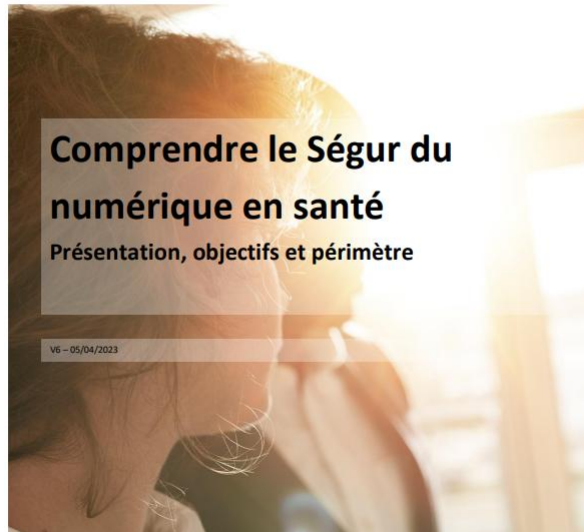 Comprendre le Ségur du
numérique en santé
Présentation, objectifs et périmètre
V6 – 05/04/2023